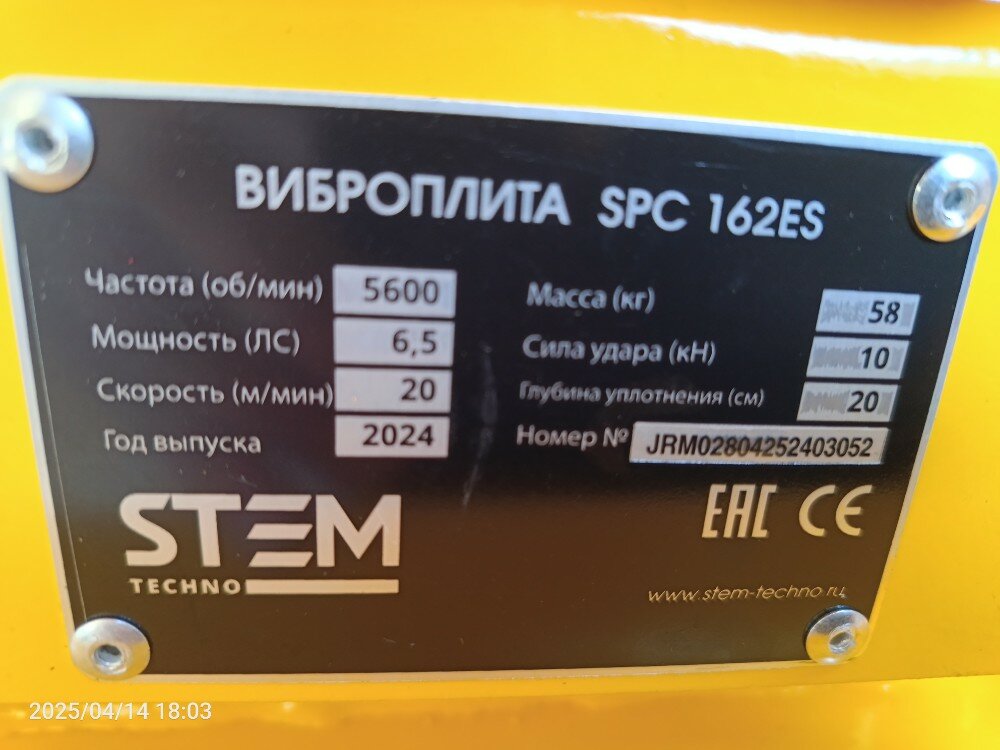 ВИБРОПЛИТА SPC 162ES
Частота (об/мин) 5600
Мощность (ЛС) 6,5
Скорость (м/мин) 20
Год выпуска 2024
Масса (кг) 58
Сила удара (кН) 10
Глубина уплотнения (см) 20
Номер № JRM02804252403052
STEM
TECHNO
EAC CE
www.stem-techno.ru
2025/04/14 18:03